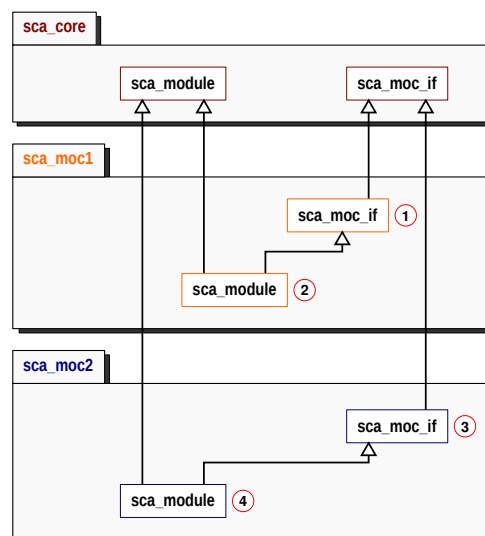 sca_core
sca_module sca_moc_if
sca_moc1
sca_moc_if 1
sca_module 2
sca_moc2
sca_moc_if 3
sca_module 4